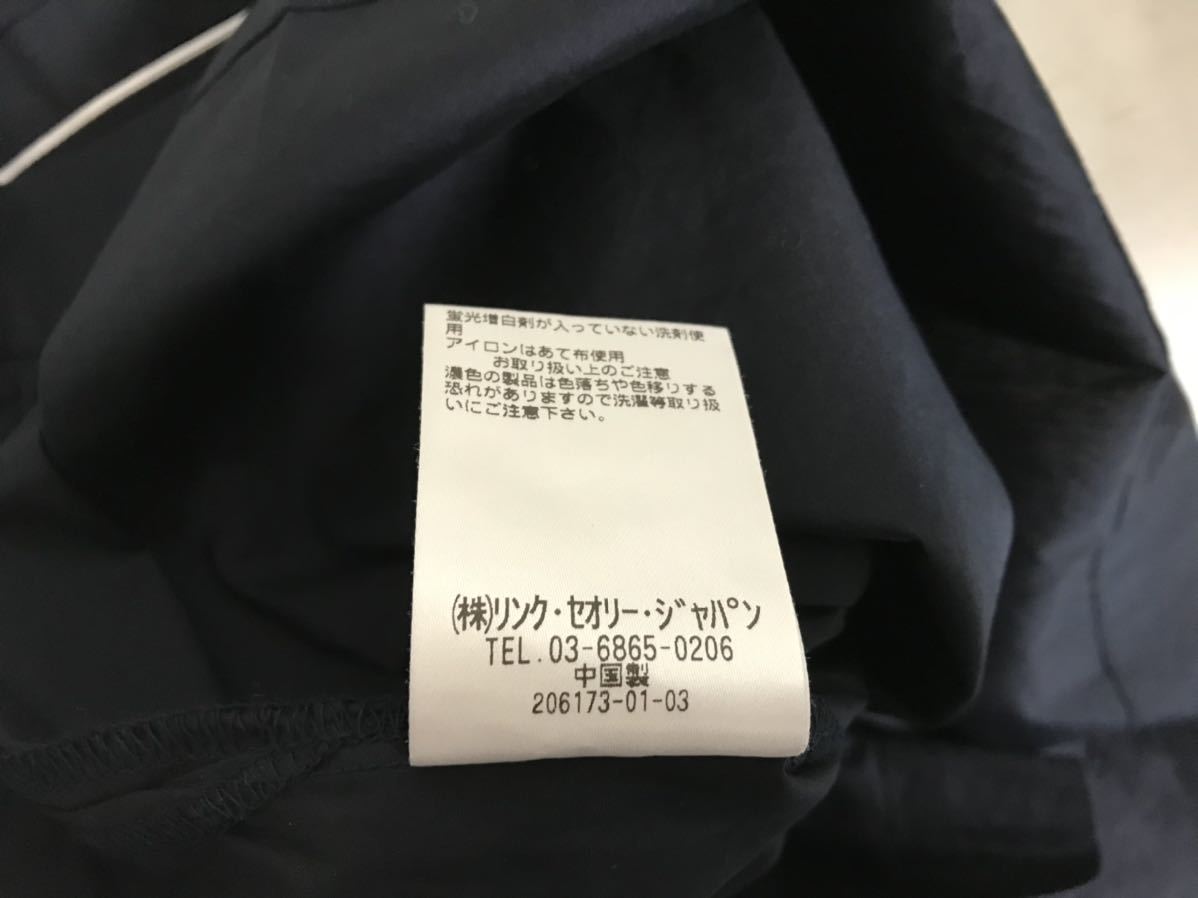 蛍光増白剤が入っていない洗剤使
用
アイロンはあて布使用
お取り扱い上のご注意
濃色の製品は色落ちや色移りする
恐れがありますので洗濯等取り扱
いにご注意下さい。
(株)リンク・セオリー・ジャパン
TEL.03-6865-0206
中国製
206173-01-03